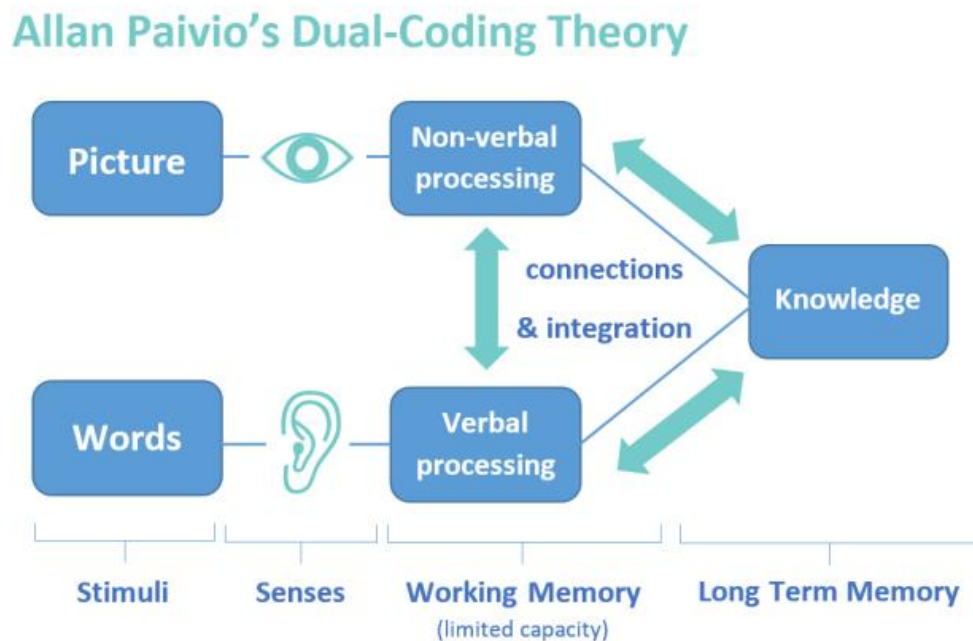 Allan Paivio's Dual-Coding Theory
Picture
Non-verbal
processing
connections
& integration
Knowledge
Words
Verbal
processing
Stimuli
Senses
Working Memory
(limited capacity)
Long Term Memory